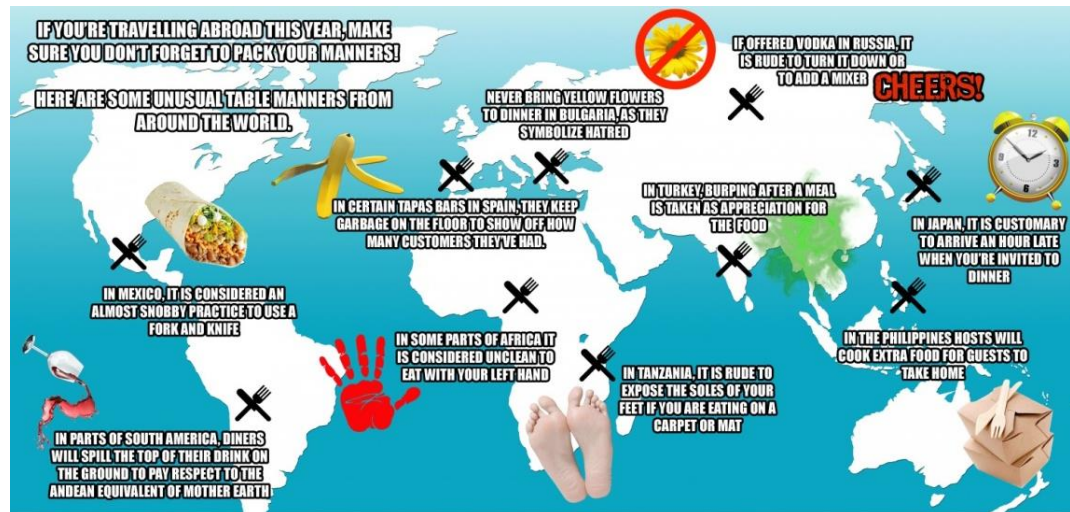 IF YOU'RE TRAVELLING ABROAD THIS YEAR, MAKE
SURE YOU DON'T FORGET TO PACK YOUR MANNERS!
HERE ARE SOME UNUSUAL TABLE MANNERS FROM
AROUND THE WORLD.
IF OFFERED VODKA IN RUSSIA, IT
IS RUDE TO TURN IT DOWN OR
TO ADD A MIXER
CHEERS!
NEVER BRING YELLOW FLOWERS
TO DINNER IN BULGARIA, AS THEY
SYMBOLIZE HATRED
12
3
6
9
IN CERTAIN TAPAS BARS IN SPAIN, THEY KEEP
GARBAGE ON THE FLOOR TO SHOW OFF HOW
MANY CUSTOMERS THEY'VE HAD.
IN TURKEY, BURPING AFTER A MEAL
IS TAKEN AS APPRECIATION FOR
THE FOOD
IN JAPAN, IT IS CUSTOMARY
TO ARRIVE AN HOUR LATE
WHEN YOU'RE INVITED TO
DINNER
IN MEXICO, IT IS CONSIDERED AN
ALMOST SNOBBY PRACTICE TO USE A
FORK AND KNIFE
IN SOME PARTS OF AFRICA IT
IS CONSIDERED UNCLEAN TO
EAT WITH YOUR LEFT HAND
IN TANZANIA, IT IS RUDE TO
EXPOSE THE SOLES OF YOUR
FEET IF YOU ARE EATING ON A
CARPET OR MAT
IN THE PHILIPPINES HOSTS WILL
COOK EXTRA FOOD FOR GUESTS TO
TAKE HOME
IN PARTS OF SOUTH AMERICA, DINERS
WILL SPILL THE TOP OF THEIR DRINK ON
THE GROUND TO PAY RESPECT TO THE
ANDEAN EQUIVALENT OF MOTHER EARTH